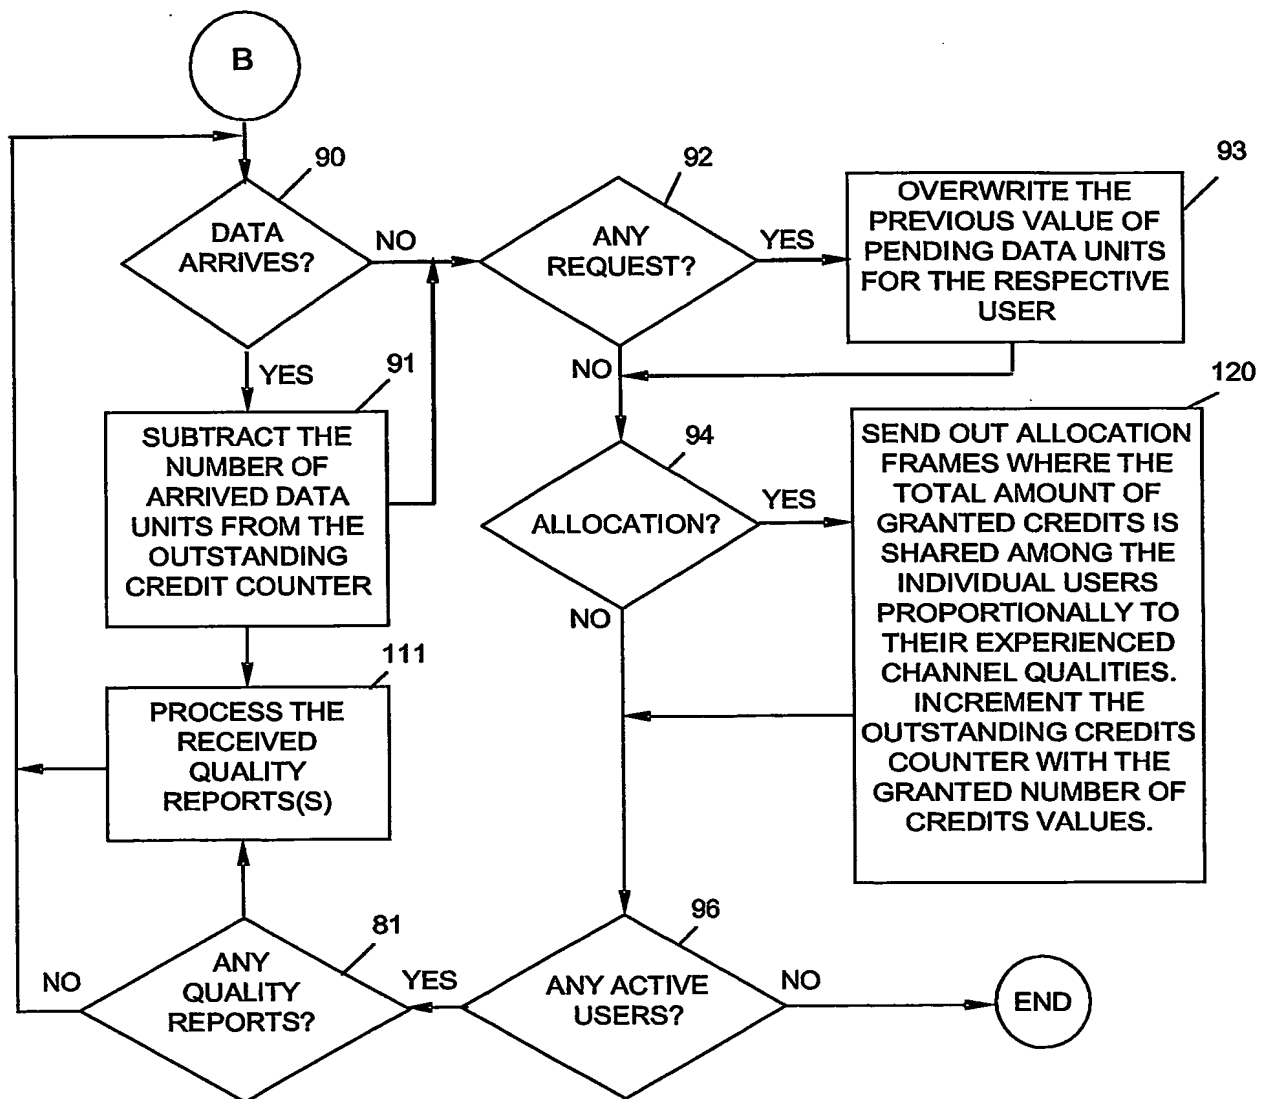 B
90
DATA
ARRIVES?
NO
92
ANY
REQUEST?
YES
93
OVERWRITE THE
PREVIOUS VALUE OF
PENDING DATA UNITS
FOR THE RESPECTIVE
USER
YES
91
SUBTRACT THE
NUMBER OF
ARRIVED DATA
UNITS FROM THE
OUTSTANDING
CREDIT COUNTER
NO
94
ALLOCATION?
YES
120
SEND OUT ALLOCATION
FRAMES WHERE THE
TOTAL AMOUNT OF
GRANTED CREDITS IS
SHARED AMONG THE
INDIVIDUAL USERS
PROPORTIONALLY TO
THEIR EXPERIENCED
CHANNEL QUALITIES.
INCREMENT THE
OUTSTANDING CREDITS
COUNTER WITH THE
GRANTED NUMBER OF
CREDITS VALUES.
NO
111
PROCESS THE
RECEIVED
QUALITY
REPORTS(S)
81
ANY
QUALITY
REPORTS?
NO
YES
96
ANY ACTIVE
USERS?
NO
END